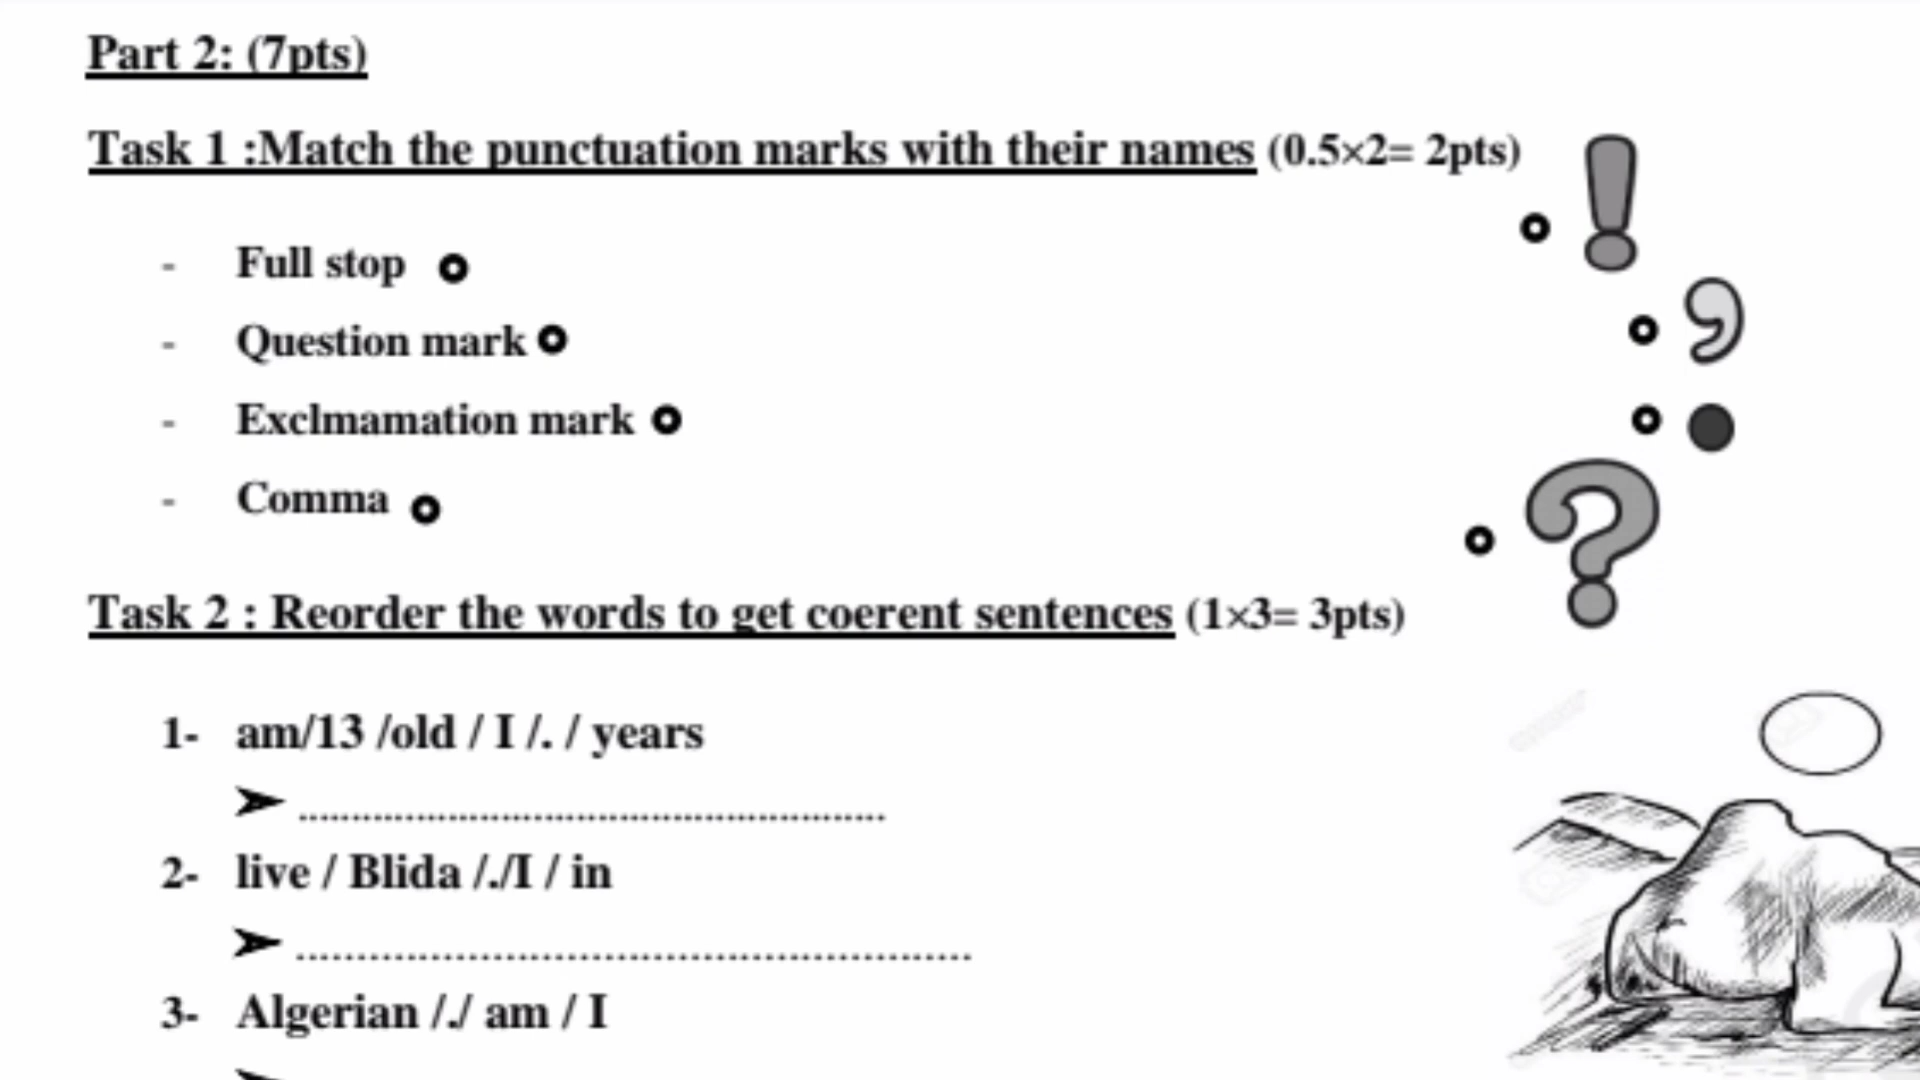 Part 2: (7pts)
Task 1 :Match the punctuation marks with their names (0.5×2= 2pts)
- Full stop
- Question mark
- Exclmamation mark
- Comma
!
,
.
?
Task 2 : Reorder the words to get coerent sentences (1×3= 3pts)
1- am/13 /old / I /. / years
➤ ..........................................................
2- live / Blida /./I / in
➤ ..........................................................
3- Algerian /./ am / I